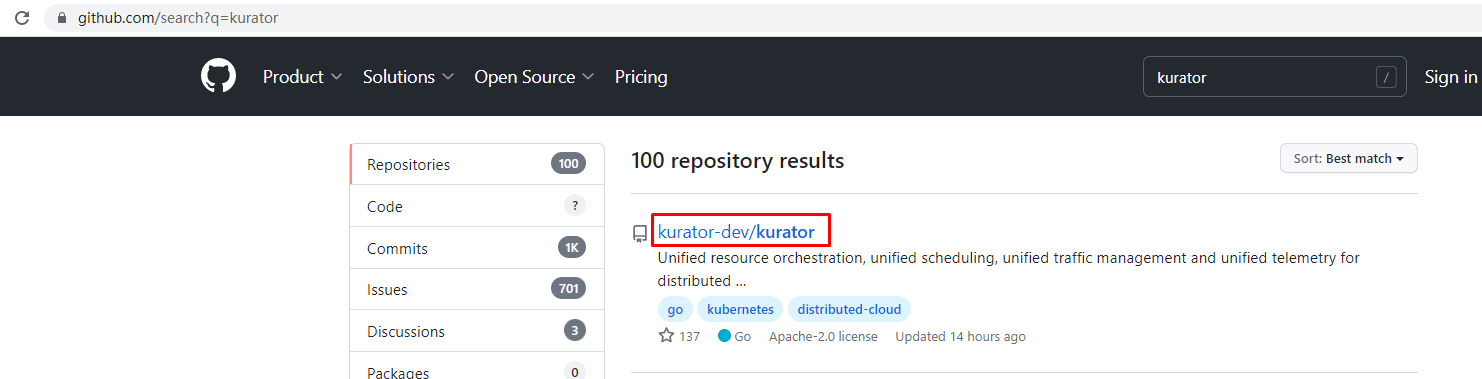 github.com/search?q=kurator
Product Solutions Open Source Pricing kurator / Sign in
Repositories 100
Code ?
Commits 1K
Issues 701
Discussions 3
Packages 0
100 repository results Sort: Best match
kurator-dev/kurator
Unified resource orchestration, unified scheduling, unified traffic management and unified telemetry for
distributed ...
go kubernetes distributed-cloud
137 Go Apache-2.0 license Updated 14 hours ago